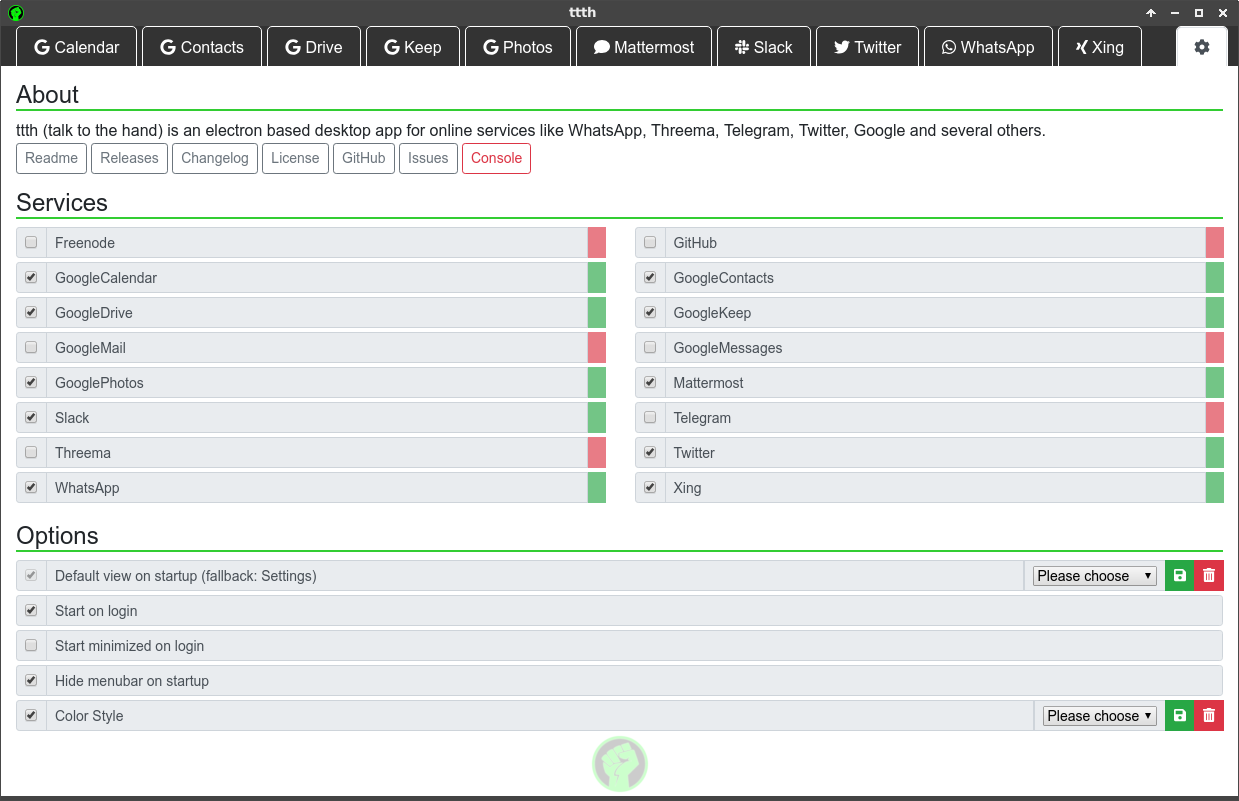 ttth
Calendar Contacts Drive Keep Photos Mattermost Slack Twitter WhatsApp Xing
About
ttth (talk to the hand) is an electron based desktop app for online services like WhatsApp, Threema, Telegram, Twitter, Google and several others.
Readme Releases Changelog License GitHub Issues Console
Services
Freenode GitHub
GoogleCalendar GoogleContacts
GoogleDrive GoogleKeep
GoogleMail GoogleMessages
GooglePhotos Mattermost
Slack Telegram
Threema Twitter
WhatsApp Xing
Options
Default view on startup (fallback: Settings) Please choose
Start on login
Start minimized on login
Hide menubar on startup
Color Style Please choose